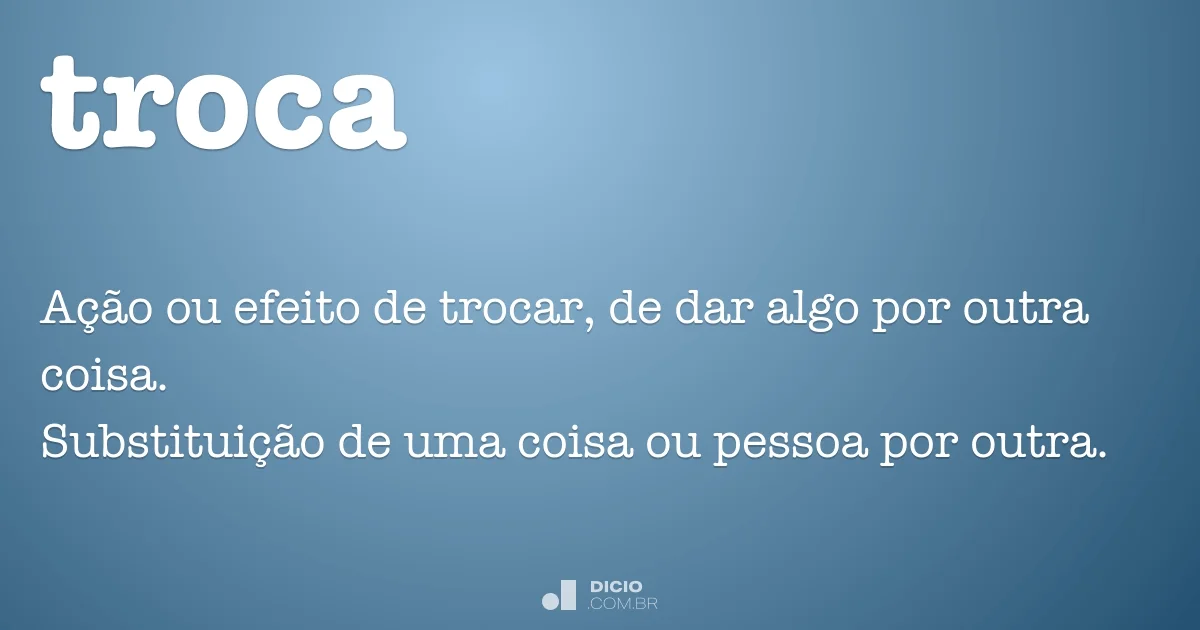 troca
Ação ou efeito de trocar, de dar algo por outra
coisa.
Substituição de uma coisa ou pessoa por outra.
DICIO
.COM.BR